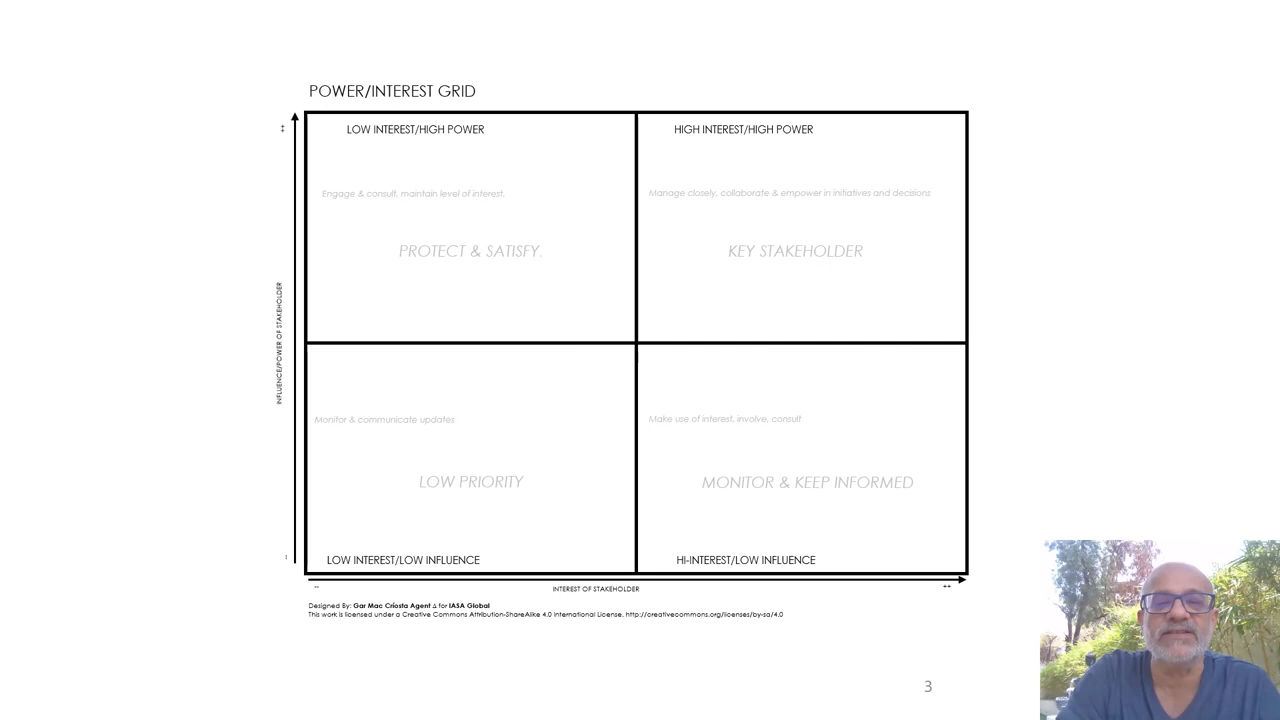 POWER/INTEREST GRID
LOW INTEREST/HIGH POWER
HIGH INTEREST/HIGH POWER
Engage & consult, maintain level of interest.
Manage closely, collaborate & empower in initiatives and decisions
PROTECT & SATISFY.
KEY STAKEHOLDER
INFLUENCE/POWER OF STAKEHOLDER
Monitor & communicate updates
Make use of interest, involve, consult
LOW PRIORITY
MONITOR & KEEP INFORMED
LOW INTEREST/LOW INFLUENCE
HI-INTEREST/LOW INFLUENCE
--
INTEREST OF STAKEHOLDER
++
Designed By: Gar Mac Críosta Agent Δ for IASA Global
This work is licensed under a Creative Commons Attribution-ShareAlike 4.0 International License. http://creativecommons.org/licenses/by-sa/4.0
3